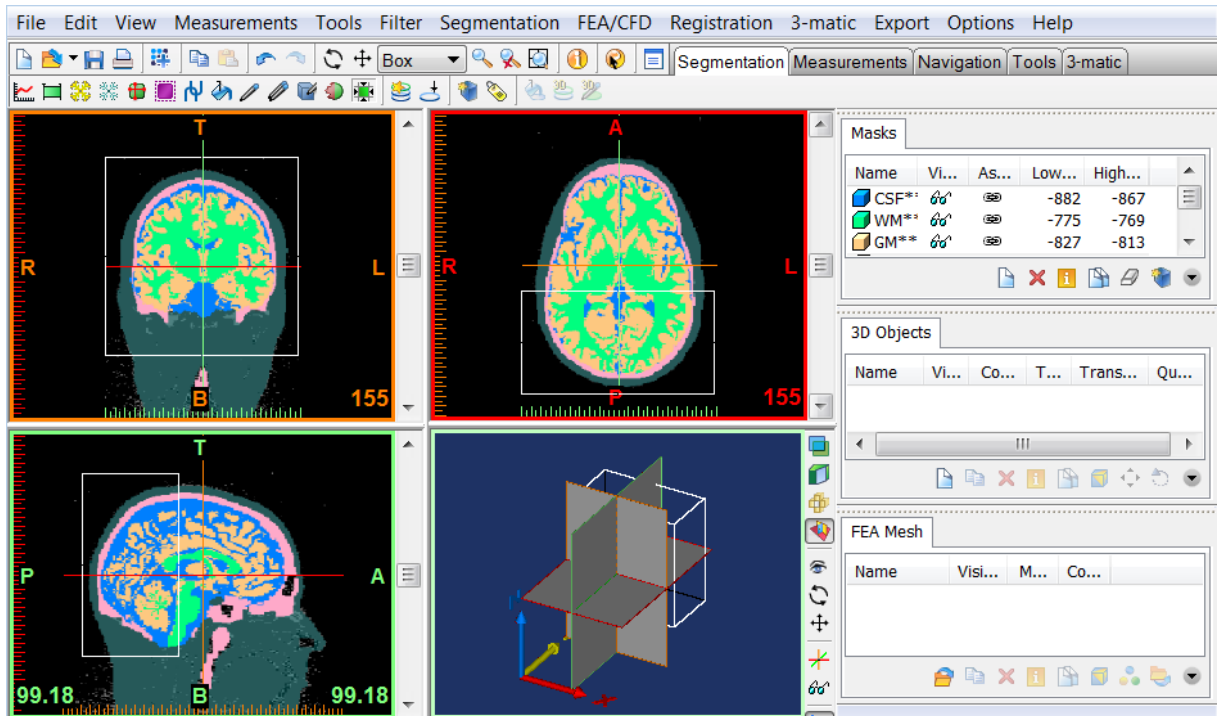 File Edit View Measurements Tools Filter Segmentation FEA/CFD Registration 3-matic Export Options Help
Box
Segmentation Measurements Navigation Tools 3-matic
T
R L
B
155
A
R L
P
155
T
P A
B
99.18 99.18
Masks
Name Vi... As... Low... High...
CSF** -882 -867
WM** -775 -769
GM** -827 -813
3D Objects
Name Vi... Co... T... Trans... Qu...
FEA Mesh
Name Visi... M... Co...